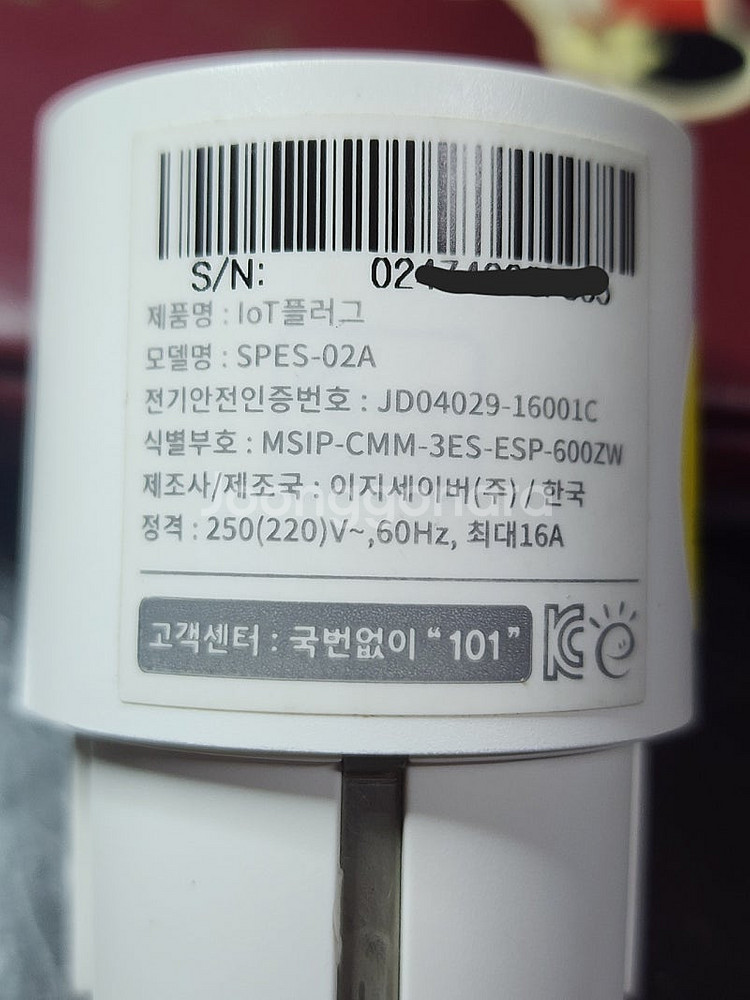 S/N: 02
제품명 : IoT플러그
모델명 : SPES-02A
전기안전인증번호 : JD04029-16001C
식별부호 : MSIP-CMM-3ES-ESP-600ZW
제조사/제조국 : 이지세이버(주) / 한국
정격 : 250(220)V~,60Hz, 최대16A
고객센터 : 국번없이 “ 101 ”
Joonggonara